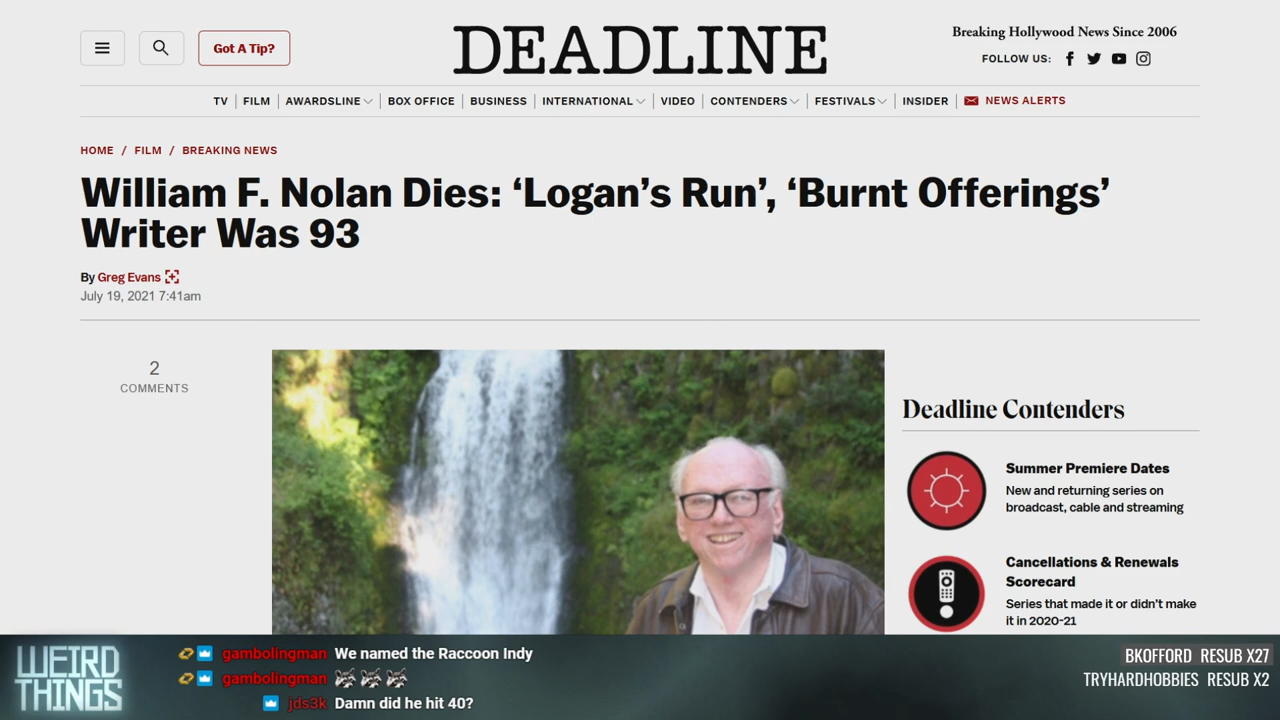 Got A Tip?
DEADLINE
Breaking Hollywood News Since 2006
FOLLOW US:
TV FILM AWARDSLINE BOX OFFICE BUSINESS INTERNATIONAL VIDEO CONTENDERS FESTIVALS INSIDER NEWS ALERTS
HOME / FILM / BREAKING NEWS
William F. Nolan Dies: ‘Logan’s Run’, ‘Burnt Offerings’
Writer Was 93
By Greg Evans
July 19, 2021 7:41am
2
COMMENTS
Deadline Contenders
Summer Premiere Dates
New and returning series on
broadcast, cable and streaming
Cancellations & Renewals
Scorecard
Series that made it or didn't make
it in 2020-21
WEIRD
THINGS
gambolingman We named the Raccoon Indy
gambolingman
jds3k Damn did he hit 40?
BKOFFORD RESUB X27
TRYHARDHOBBIES RESUB X2